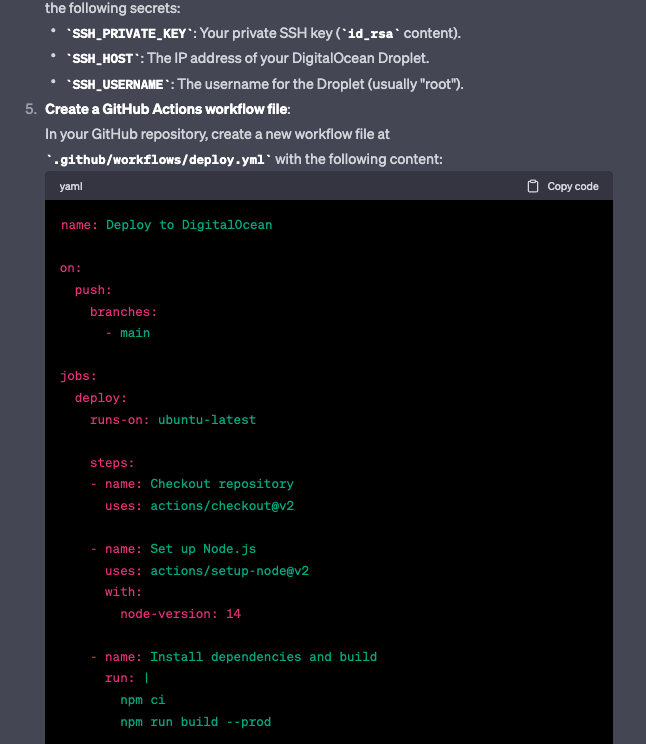 the following secrets:
• `SSH_PRIVATE_KEY`: Your private SSH key (`id_rsa` content).
• `SSH_HOST`: The IP address of your DigitalOcean Droplet.
• `SSH_USERNAME`: The username for the Droplet (usually "root").
5. Create a GitHub Actions workflow file:
In your GitHub repository, create a new workflow file at
`.github/workflows/deploy.yml` with the following content:
yaml Copy code
name: Deploy to DigitalOcean
on:
  push:
    branches:
      - main
jobs:
  deploy:
    runs-on: ubuntu-latest
    steps:
    - name: Checkout repository
      uses: actions/checkout@v2
    - name: Set up Node.js
      uses: actions/setup-node@v2
      with:
        node-version: 14
    - name: Install dependencies and build
      run: |
        npm ci
        npm run build --prod